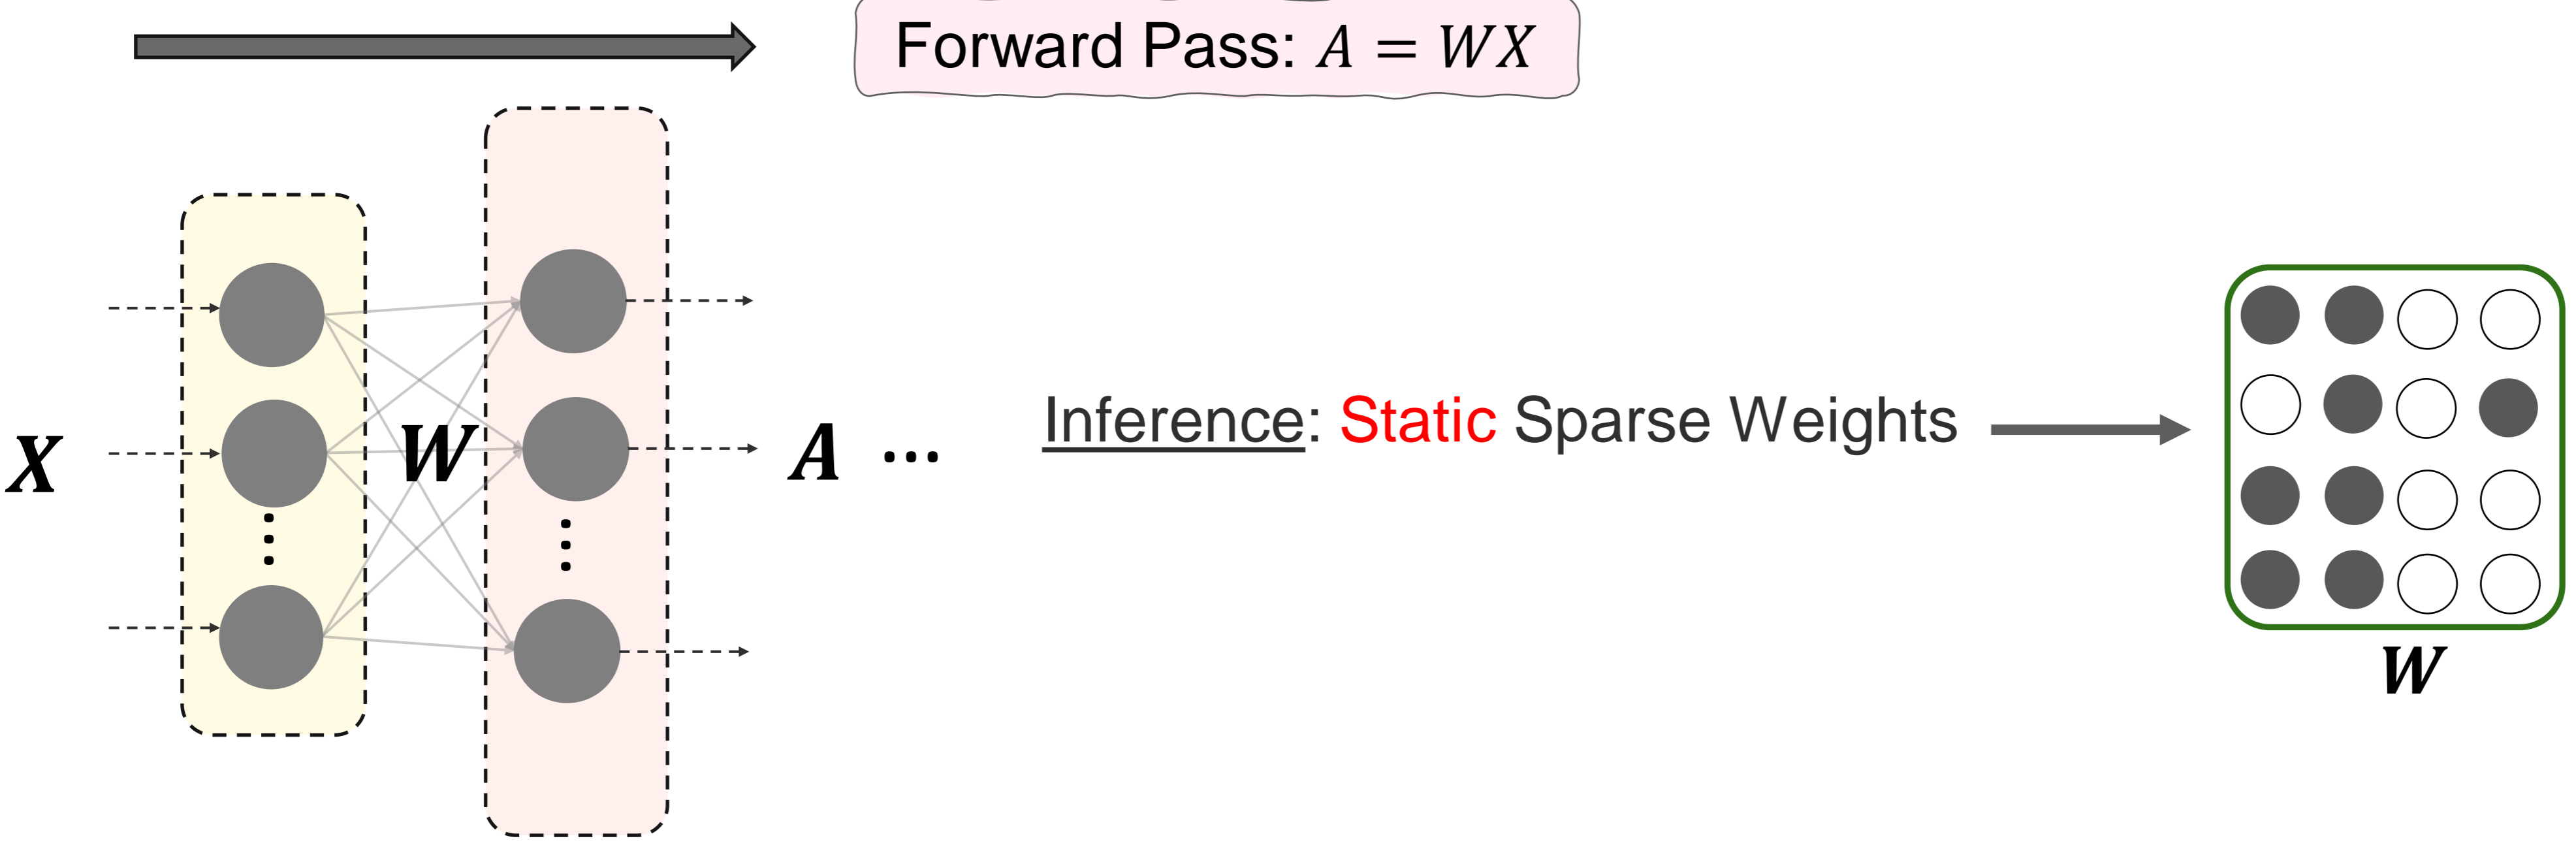 Forward Pass: A = WX
X
W
A ...
Inference: Static Sparse Weights
W